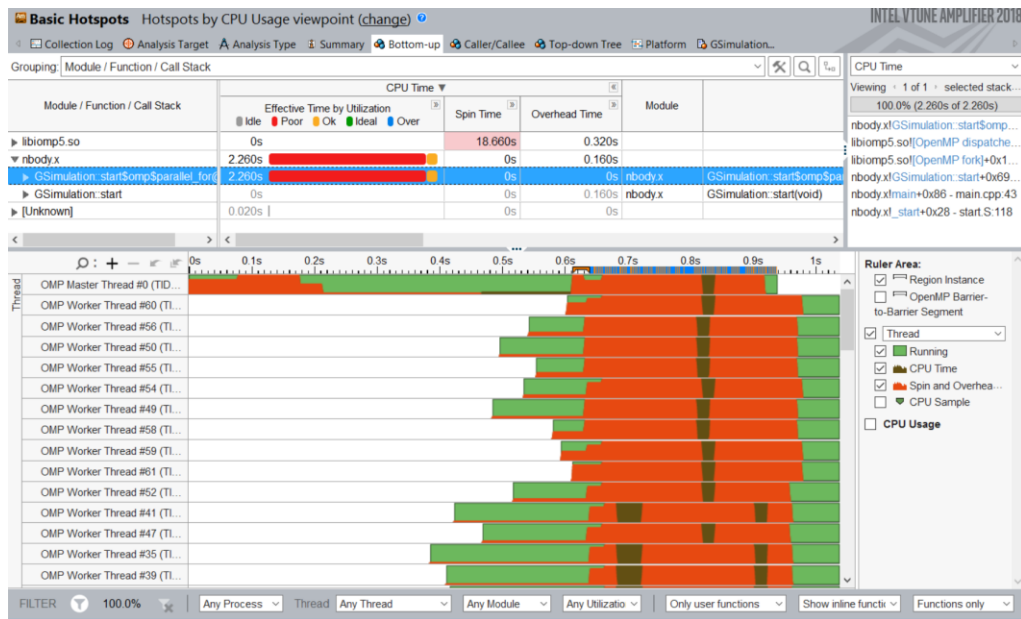 Basic Hotspots Hotspots by CPU Usage viewpoint (change)
INTEL VTUNE AMPLIFIER 2018
Collection Log Analysis Target Analysis Type Summary Bottom-up Caller/Callee Top-down Tree Platform GSimulation...
Grouping: Module / Function / Call Stack
CPU Time
Module / Function / Call Stack
CPU Time
Effective Time by Utilization
Idle Poor Ok Ideal Over
Spin Time
Overhead Time
Module
Viewing 1 of 1 selected stack...
100.0% (2.260s of 2.260s)
libiomp5.so 0s 18.660s 0.320s
nbody.x 2.260s 0s 0.160s
GSimulation::start$omp$parallel_for@ 2.260s 0s 0s nbody.x GSimulation::start$omp$pa
GSimulation::start 0s 0s 0.160s nbody.x GSimulation::start(void)
[Unknown] 0.020s 0s 0s
nbody.x!GSimulation::start$omp...
libiomp5.so![OpenMP dispatche...
libiomp5.so![OpenMP fork]+0x1...
nbody.x!GSimulation::start+0x69...
nbody.x!main+0x86 - main.cpp:43
nbody.x!_start+0x28 - start.S:118
0s 0.1s 0.2s 0.3s 0.4s 0.5s 0.6s 0.7s 0.8s 0.9s 1s
Thread
OMP Master Thread #0 (TID...
OMP Worker Thread #60 (TI...
OMP Worker Thread #56 (TI...
OMP Worker Thread #50 (TI...
OMP Worker Thread #55 (TI...
OMP Worker Thread #54 (TI...
OMP Worker Thread #49 (TI...
OMP Worker Thread #58 (TI...
OMP Worker Thread #59 (TI...
OMP Worker Thread #61 (TI...
OMP Worker Thread #52 (TI...
OMP Worker Thread #41 (TI...
OMP Worker Thread #47 (TI...
OMP Worker Thread #35 (TI...
OMP Worker Thread #39 (TI...
Ruler Area:
Region Instance
OpenMP Barrier-
to-Barrier Segment
Thread
Running
CPU Time
Spin and Overhea...
CPU Sample
CPU Usage
FILTER 100.0% Any Process Thread Any Thread Any Module Any Utilizatio Only user functions Show inline functi Functions only